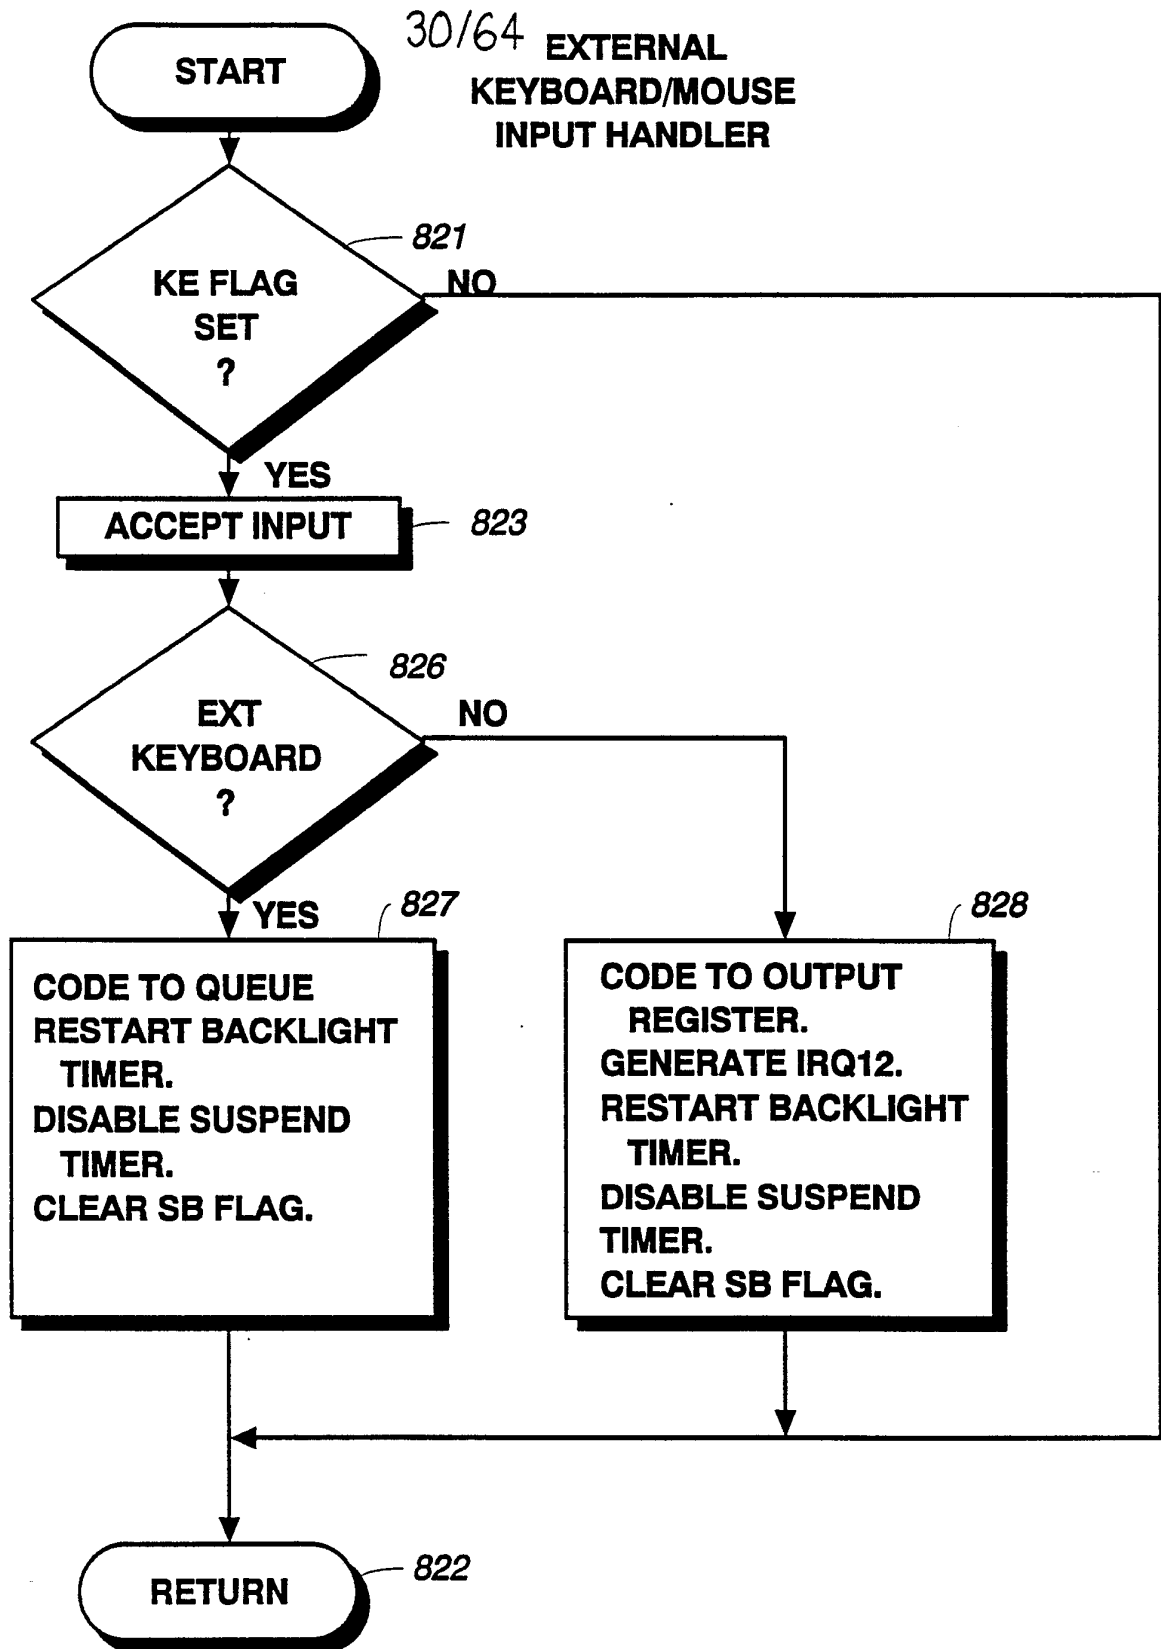 30/64
EXTERNAL
KEYBOARD/MOUSE
INPUT HANDLER
START
821
KE FLAG
SET
?
NO
YES
ACCEPT INPUT
823
826
EXT
KEYBOARD
?
NO
YES
827
CODE TO QUEUE
RESTART BACKLIGHT
TIMER.
DISABLE SUSPEND
TIMER.
CLEAR SB FLAG.
828
CODE TO OUTPUT
REGISTER.
GENERATE IRQ12.
RESTART BACKLIGHT
TIMER.
DISABLE SUSPEND
TIMER.
CLEAR SB FLAG.
RETURN
822